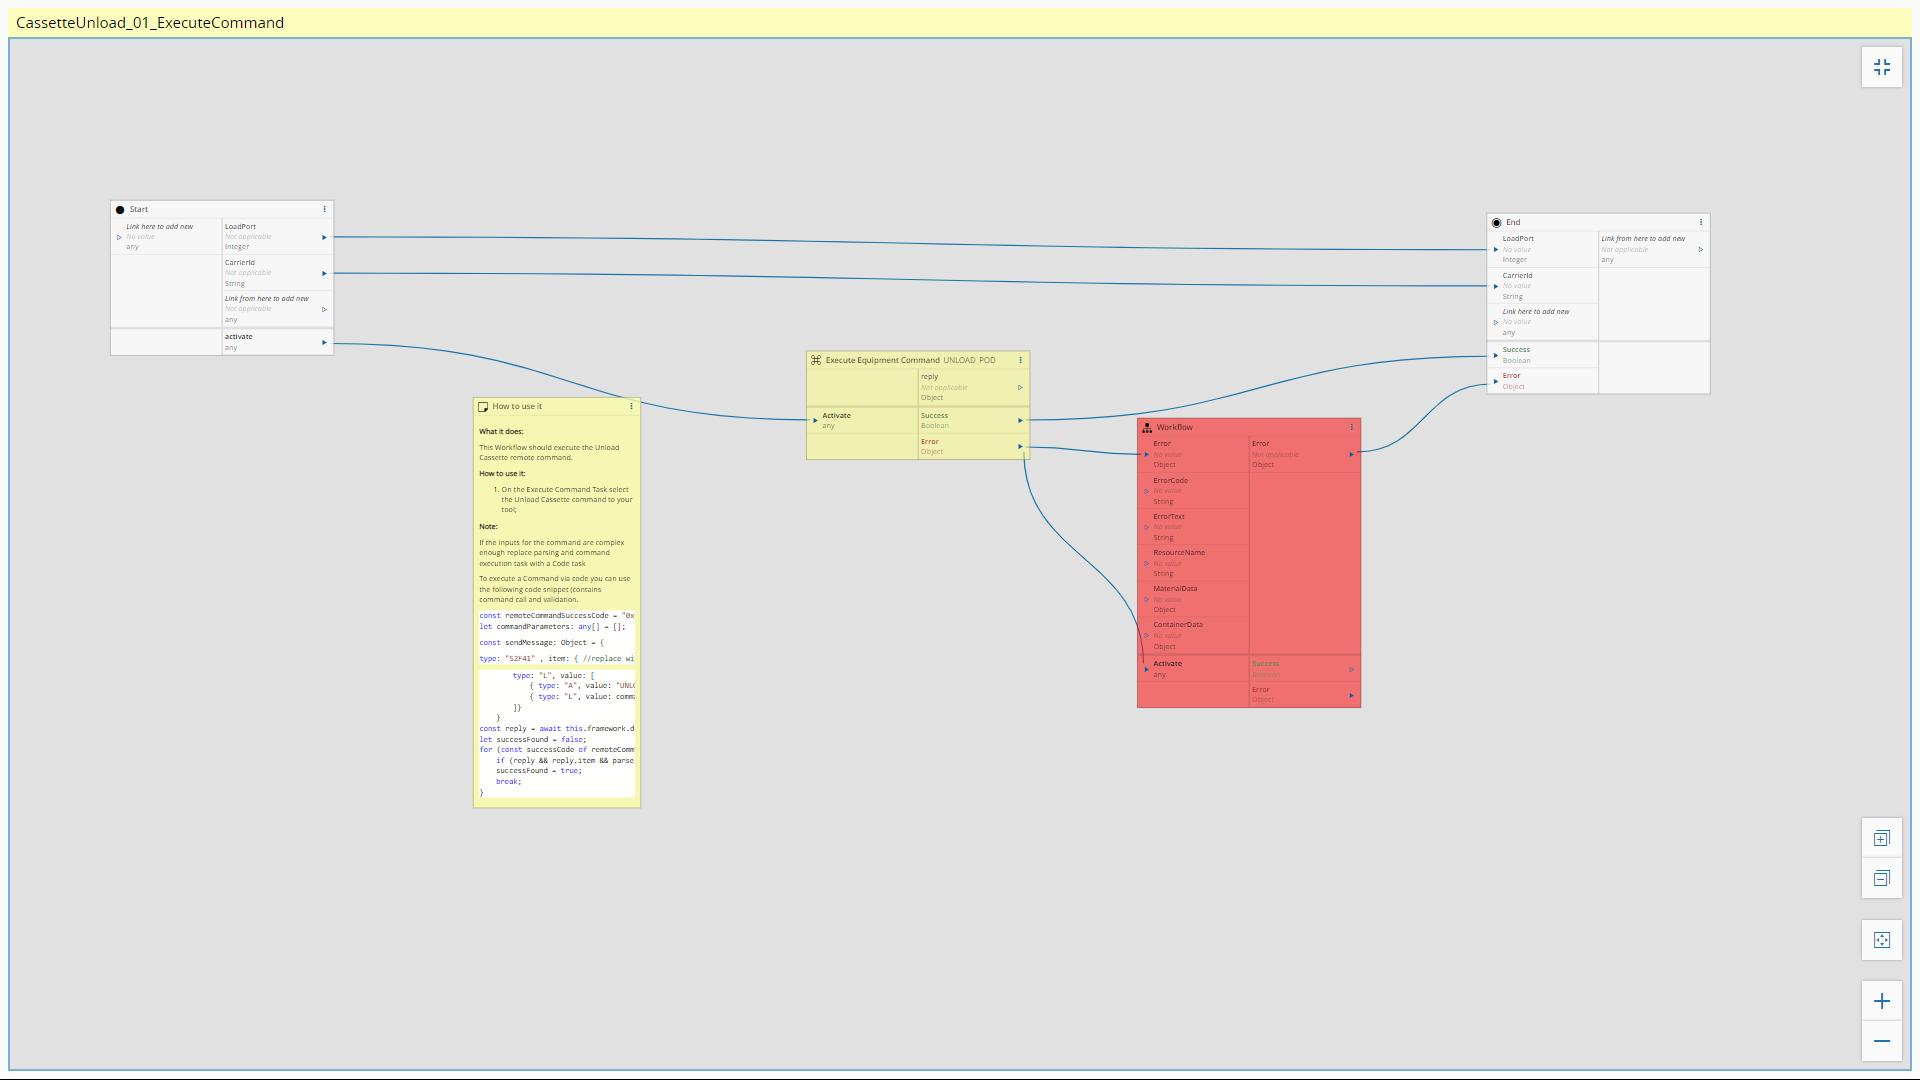 CassetteUnload_01_ExecuteCommand
Start
Link here to add new
No value
any
LoadPort
Not applicable
Integer
CarrierId
Not applicable
String
Link from here to add new
Not applicable
any
activate
any
How to use it
What it does:
This Workflow should execute the Unload
Cassette remote command.
How to use it:
1. On the Execute Command Task select
the Unload Cassette command to your
tool;
Note:
If the inputs for the command are complex
enough replace parsing and command
execution task with a Code task
To execute a Command via code you can use
the following code snippet (contains
command call and validation.
const remoteCommandSuccessCode = "0x
let commandParameters: any[] = [];
const sendMessage: Object = {
type: "S2F41" , item: { //replace wi
type: "L", value: [
{ type: "A", value: "UNLO
{ type: "L", value: comma
]}
}
const reply = await this.framework.d
let successFound = false;
for (const successCode of remoteComm
if (reply && reply.item && parse
successFound = true;
break;
}
Execute Equipment Command UNLOAD_POD
reply
Not applicable
Object
Activate
any
Success
Boolean
Error
Object
Workflow
Error
No value
Object
ErrorCode
No value
String
ErrorText
No value
String
ResourceName
No value
String
MaterialData
No value
Object
ContainerData
No value
Object
Activate
any
Error
Not applicable
Object
Success
Boolean
Error
Object
End
LoadPort
No value
Integer
CarrierId
No value
String
Link here to add new
No value
any
Success
Boolean
Error
Object
Link from here to add new
Not applicable
any